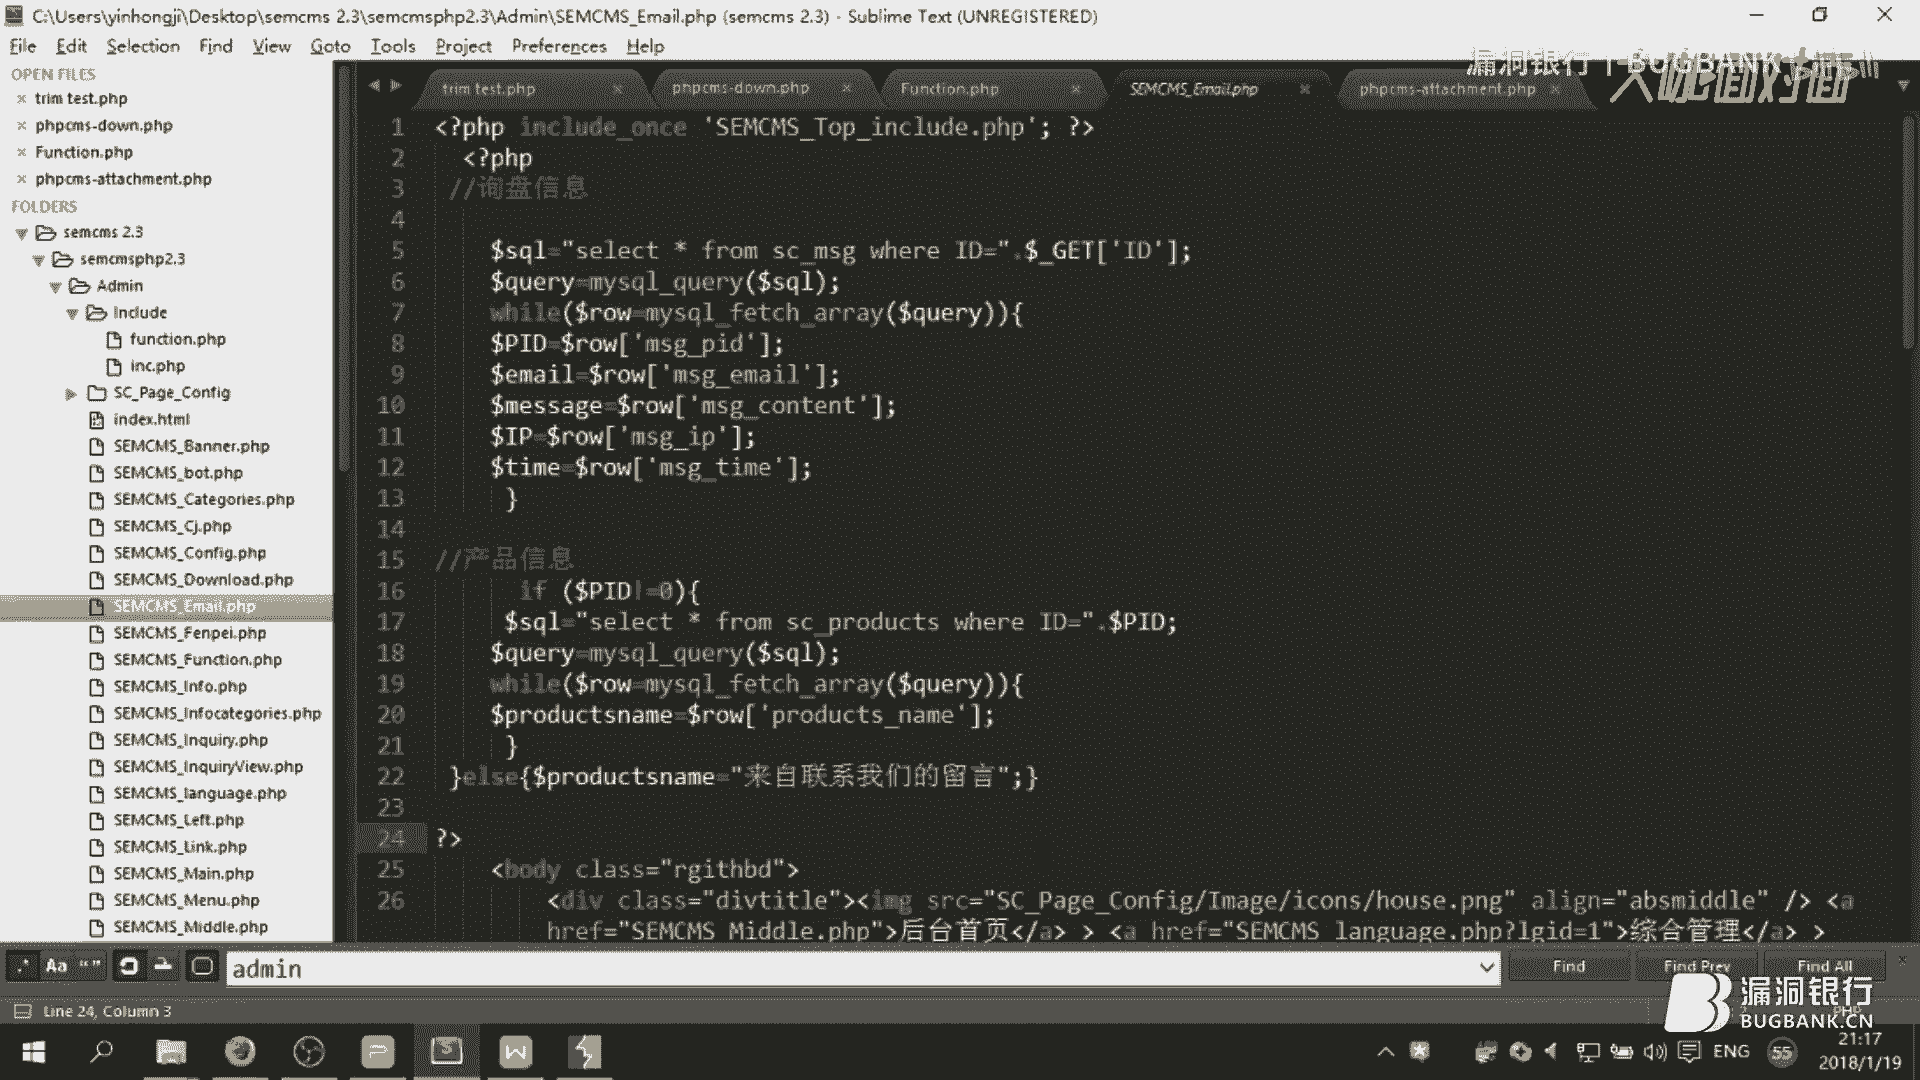 C:\Users\yinhongji\Desktop\semcms 2.3\semcmsphp2.3\Admin\SEMCMS_Email.php (semcms 2.3) - Sublime Text (UNREGISTERED)
File Edit Selection Find View Goto Tools Project Preferences Help
漏洞银行 | BUGBANK
大咖面对面
OPEN FILES
trim test.php
phpcms-down.php
Function.php
phpcms-attachment.php
FOLDERS
semcms 2.3
semcmsphp2.3
Admin
Include
function.php
inc.php
SC_Page_Config
index.html
SEMCMS_Banner.php
SEMCMS_bot.php
SEMCMS_Categories.php
SEMCMS_Cj.php
SEMCMS_Config.php
SEMCMS_Download.php
SEMCMS_Email.php
SEMCMS_Fenpei.php
SEMCMS_Function.php
SEMCMS_Info.php
SEMCMS_Infocategories.php
SEMCMS_Inquiry.php
SEMCMS_InquiryView.php
SEMCMS_language.php
SEMCMS_Left.php
SEMCMS_Link.php
SEMCMS_Main.php
SEMCMS_Menu.php
SEMCMS_Middle.php
trim test.php phpcms-down.php Function.php SEMCMS_Email.php phpcms-attachment.php
1 <?php include_once 'SEMCMS_Top_include.php'; ?>
2 <?php
3 //询盘信息
4
5 $sql="select * from sc_msg where ID=".$_GET['ID'];
6 $query=mysql_query($sql);
7 while($row=mysql_fetch_array($query)){
8 $PID=$row['msg_pid'];
9 $email=$row['msg_email'];
10 $message=$row['msg_content'];
11 $IP=$row['msg_ip'];
12 $time=$row['msg_time'];
13 }
14
15 //产品信息
16 if ($PID!=0){
17 $sql="select * from sc_products where ID=".$PID;
18 $query=mysql_query($sql);
19 while($row=mysql_fetch_array($query)){
20 $productsname=$row['products_name'];
21 }
22 }else{$productsname="来自联系我们的留言";}
23
24 ?>
25 <body class="rgithbd">
26 <div class="divtitle"><img src="SC_Page_Config/Image/icons/house.png" align="absmiddle" /> <a
href="SEMCMS_Middle.php">后台首页</a> > <a href="SEMCMS_language.php?lgid=1">综合管理</a> >
.* Aa “” admin Find Find Prev Find All
Line 24, Column 3
漏洞银行
BUGBANK.CN
ENG 55 21:17
2018/1/19